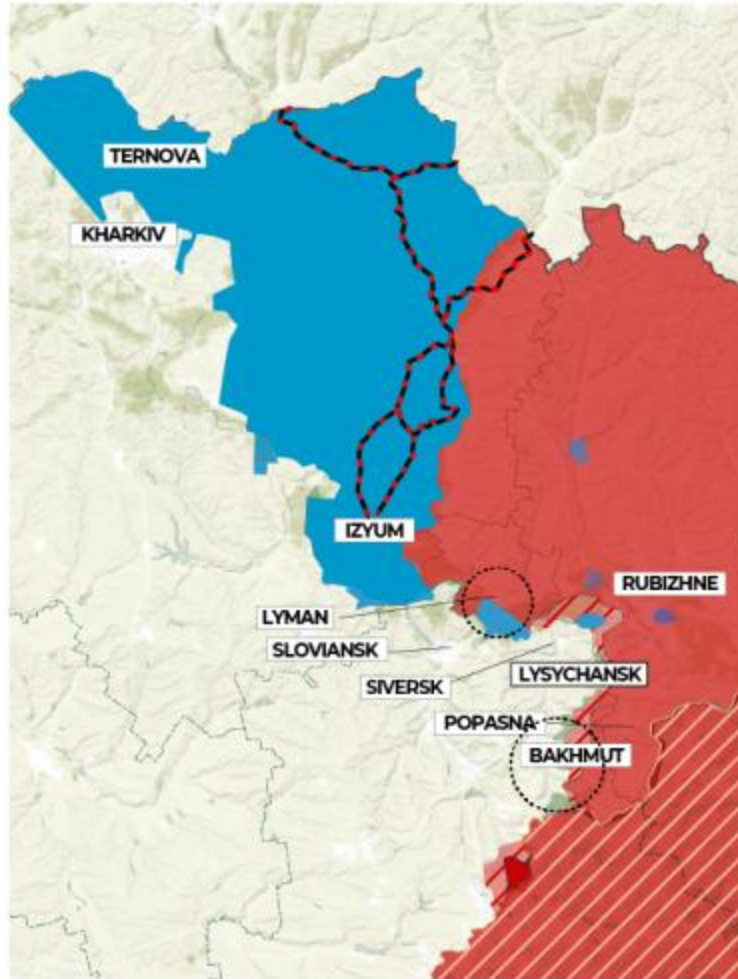 TERNOVA
KHARKIV
IZYUM
RUBIZHNE
LYMAN
SLOVIANSK
SIVERSK
LYSYCHANSK
POPASNA
BAKHMUT